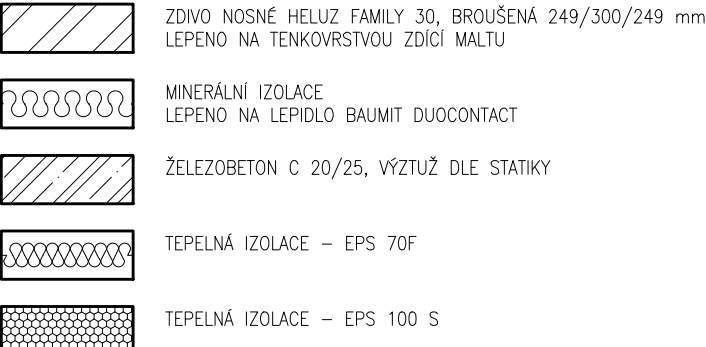 ZDIVO NOSNÉ HELUZ FAMILY 30, BROUŠENÁ 249/300/249 mm
LEPENO NA TENKOVRSTVOU ZDÍCÍ MALTU
MINERÁLNÍ IZOLACE
LEPENO NA LEPIDLO BAUMIT DUOCONTACT
ŽELEZOBETON C 20/25, VÝZTUŽ DLE STATIKY
TEPELNÁ IZOLACE – EPS 70F
TEPELNÁ IZOLACE – EPS 100 S